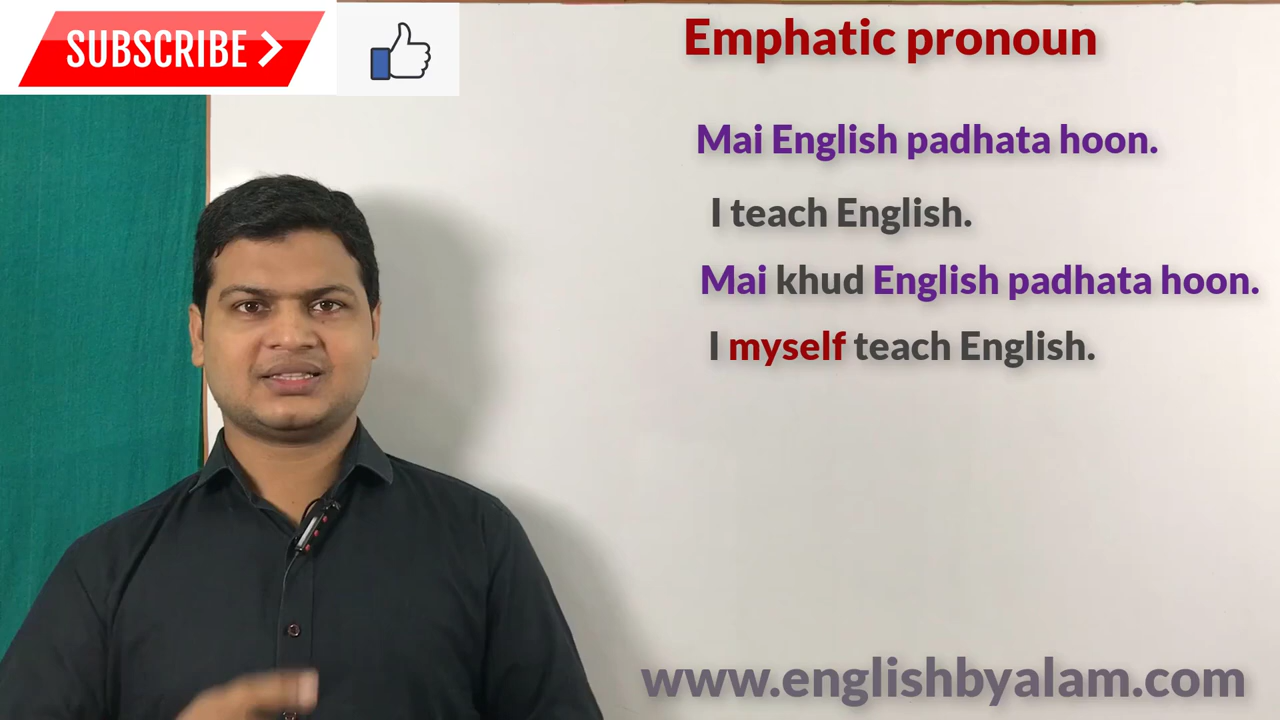 SUBSCRIBE
Emphatic pronoun
Mai English padhata hoon.
I teach English.
Mai khud English padhata hoon.
I myself teach English.
www.englishbyalam.com